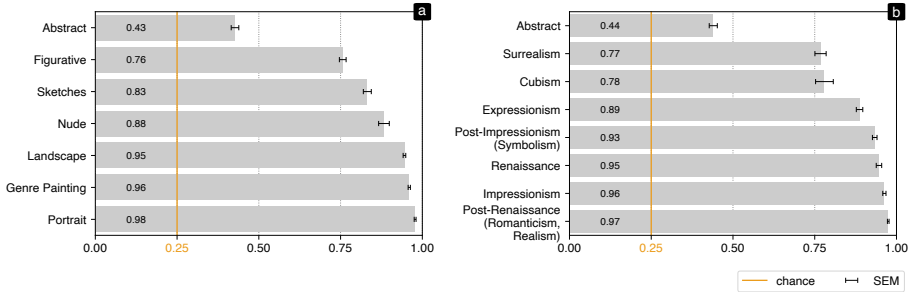 a
Abstract 0.43
Figurative 0.76
Sketches 0.83
Nude 0.88
Landscape 0.95
Genre Painting 0.96
Portrait 0.98
0.00 0.25 0.50 0.75 1.00
b
Abstract 0.44
Surrealism 0.77
Cubism 0.78
Expressionism 0.89
Post-Impressionism
(Symbolism) 0.93
Renaissance 0.95
Impressionism 0.96
Post-Renaissance
(Romanticism, 0.97
Realism)
0.00 0.25 0.50 0.75 1.00
chance SEM